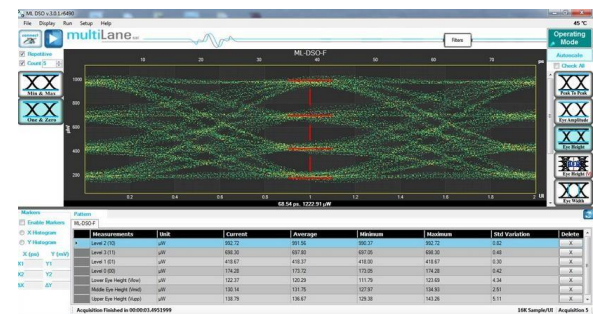 ML DSO v 3.0.1.r6490
File Display Run Setup Help
45 °C
multiLane
Filters
Operating Mode
Repetitive
Count 5
Min & Max
One & Zero
ML-DSO-F
10 20 30 40 50 60 70 ps
1000
800
600
400
200
µW
0.2 0.4 0.6 0.8 1 1.2 1.4 1.6 1.8 2 UI
68.54 ps, 1222.91 µW
Autoscale
Check All
Peak To Peak
Eye Amplitude
Eye Height
Eye Height
Eye Width
Markers
Enable Markers
X-Histogram
Y-Histogram
X (ps) Y (mV)
X1 Y1
X2 Y2
δX ΔY
Pattern
ML-DSO-F
Measurements Unit Current Average Minimum Maximum Std Variation Delete
Level 2 (10) µW 992.72 991.56 990.37 992.72 0.82 X
Level 3 (11) µW 698.30 697.80 697.00 698.30 0.48 X
Level 1 (01) µW 418.67 418.37 418.00 418.67 0.30 X
Level 0 (00) µW 174.28 173.72 173.05 174.28 0.42 X
Lower Eye Height (Vlow) µW 122.37 120.29 111.79 123.69 4.34 X
Middle Eye Height (Vmid) µW 130.14 131.75 127.97 134.93 2.51 X
Upper Eye Height (Vupp) µW 138.79 136.67 129.38 143.26 5.11 X
Acquisition Finished in 00:00:03.4951999
10K Sample/UI Acquisition 5